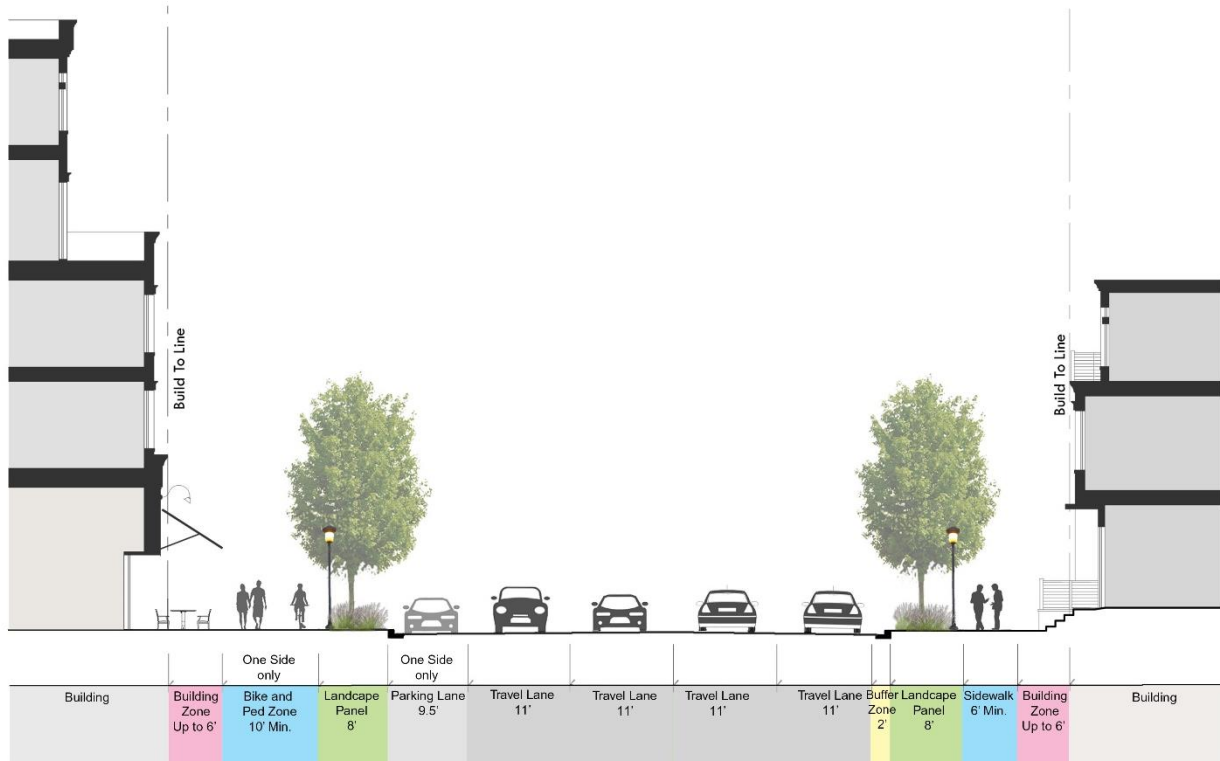 Build To Line
Build To Line
One Side
only
One Side
only
Building
Building
Zone
Up to 6'
Bike and
Ped Zone
10' Min.
Landcape
Panel
8'
Parking Lane
9.5'
Travel Lane
11'
Travel Lane
11'
Travel Lane
11'
Travel Lane
11'
Buffer
Zone
2'
Landcape
Panel
8'
Sidewalk
6' Min.
Building
Zone
Up to 6'
Building